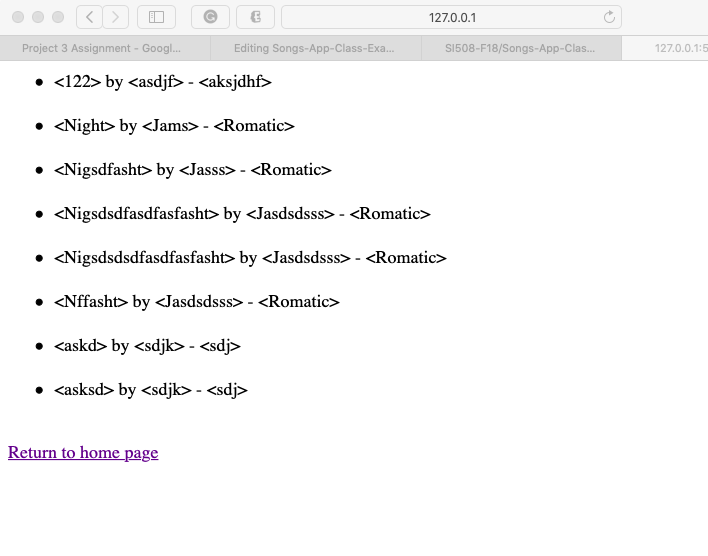 127.0.0.1
Project 3 Assignment - Googl... Editing Songs-App-Class-Exa... SI508-F18/Songs-App-Clas... 127.0.0.1:5
<122> by <asdjf> - <aksjdhf>
<Night> by <Jams> - <Romatic>
<Nigsdfasht> by <Jasss> - <Romatic>
<Nigsdsdfasdfasfasht> by <Jasdsdsss> - <Romatic>
<Nigsdsdsdfasdfasfasht> by <Jasdsdsss> - <Romatic>
<Nffasht> by <Jasdsdsss> - <Romatic>
<askd> by <sdjk> - <sdj>
<asksd> by <sdjk> - <sdj>
Return to home page